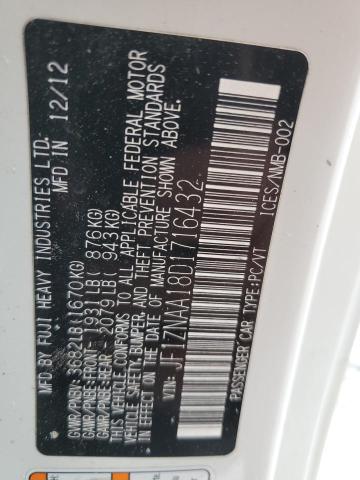 MFD BY FUJI HEAVY INDUSTRIES LTD.
MFD IN 12/12
GVWR/PNBV: 3682LB(1670KG)
GAWR/PNBE:FRONT 1931LB( 876KG)
GAWR/PNBE:REAR 2079LB( 943KG)
THIS VEHICLE CONFORMS TO ALL APPLICABLE FEDERAL MOTOR
VEHICLE SAFETY,BUMPER, AND THEFT PREVENTION STANDARDS
IN EFFECT ON THE DATE OF MANUFACTURE SHOWN ABOVE.
VIN: JF1ZNAA18D1716432
PASSENGER CAR TYPE:PC/VT
ICES/NMB-002